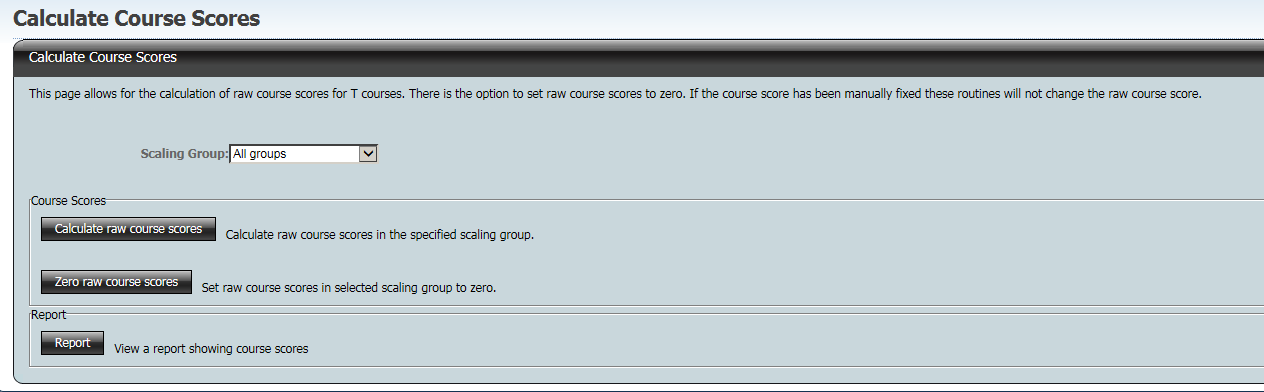 Calculate Course Scores
Calculate Course Scores
This page allows for the calculation of raw course scores for T courses. There is the option to set raw course scores to zero. If the course score has been manually fixed these routines will not change the raw course score.
Scaling Group: All groups
Course Scores
Calculate raw course scores Calculate raw course scores in the specified scaling group.
Zero raw course scores Set raw course scores in selected scaling group to zero.
Report
Report View a report showing course scores